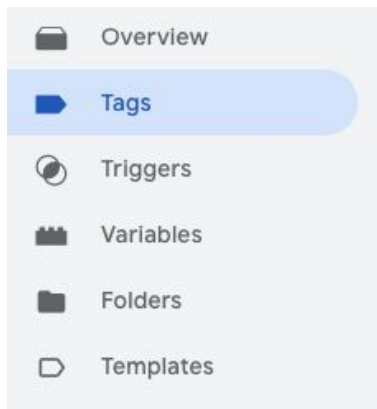 Overview
Tags
Triggers
Variables
Folders
Templates